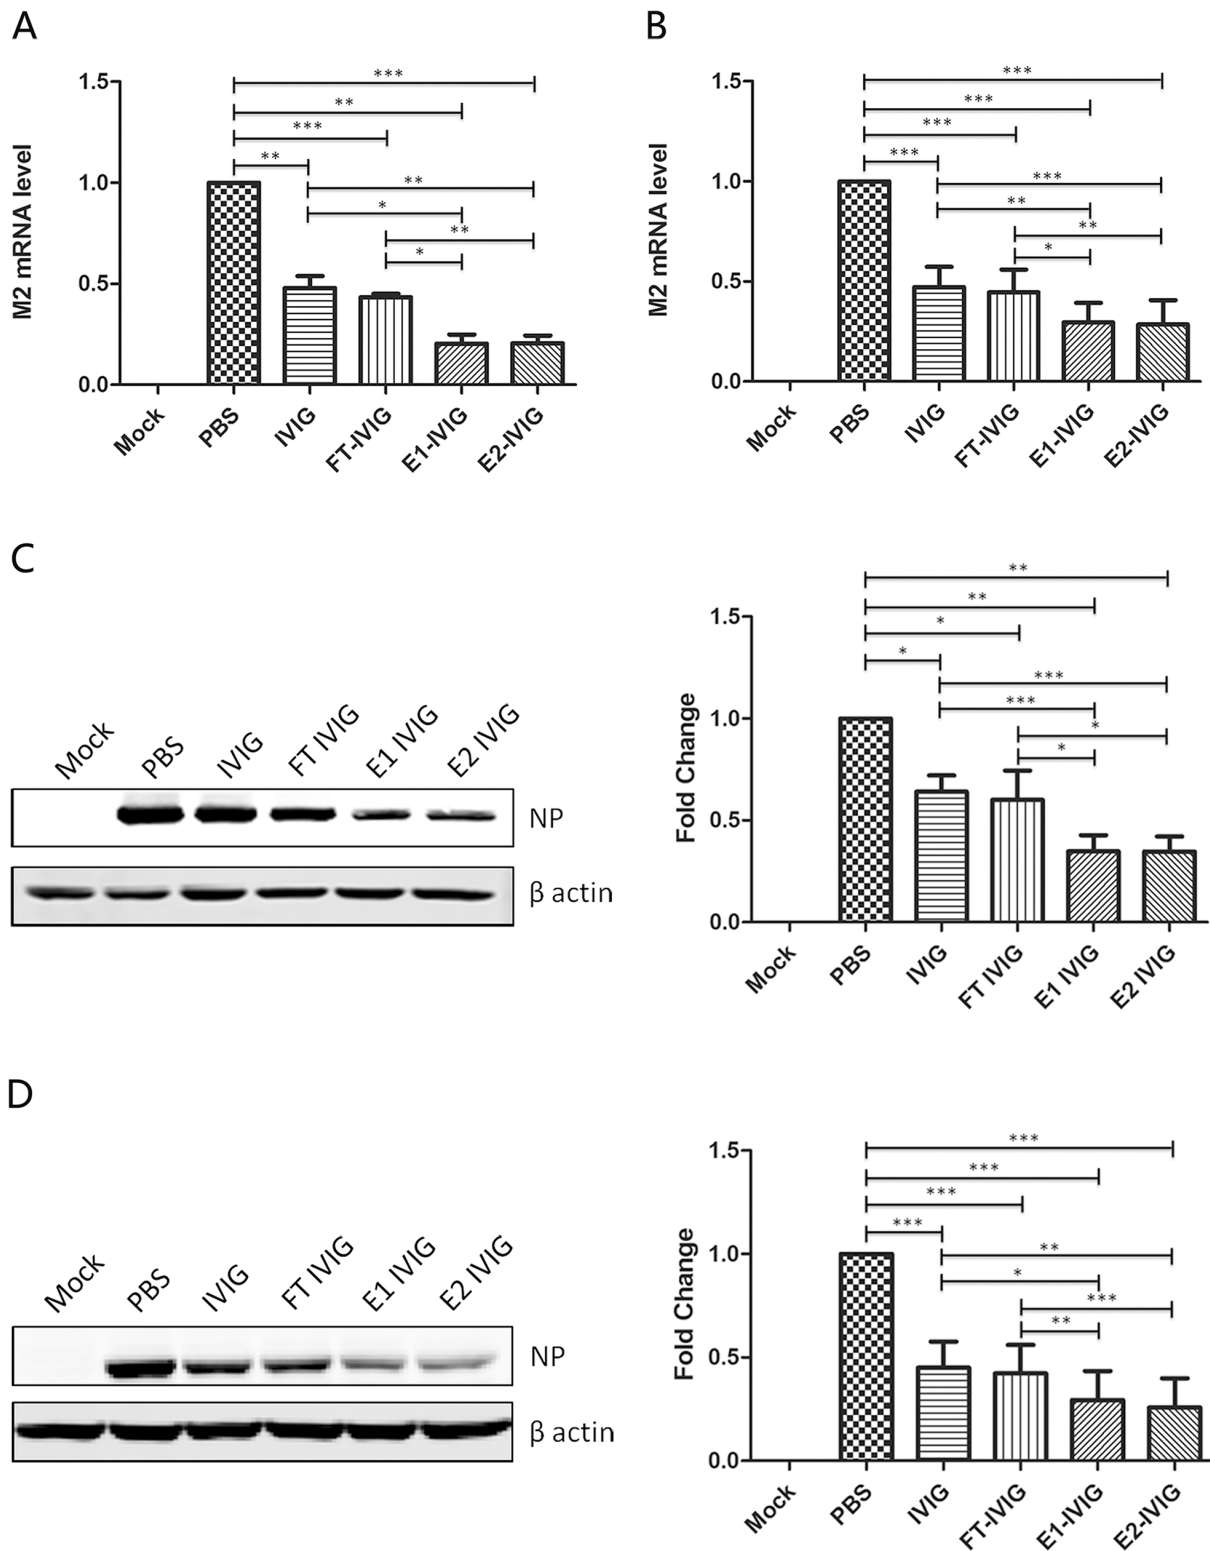 A
1.5
1.0
0.5
0.0
M2 mRNA level
***
**
***
**
**
*
**
*
Mock
PBS
IVIG
FT-IVIG
E1-IVIG
E2-IVIG
B
1.5
1.0
0.5
0.0
M2 mRNA level
***
***
***
***
***
**
**
*
Mock
PBS
IVIG
FT-IVIG
E1-IVIG
E2-IVIG
C
Mock
PBS
IVIG
FT IVIG
E1 IVIG
E2 IVIG
NP
β actin
1.5
1.0
0.5
0.0
Fold Change
**
**
*
*
***
***
*
*
Mock
PBS
IVIG
FT IVIG
E1 IVIG
E2 IVIG
D
Mock
PBS
IVIG
FT IVIG
E1 IVIG
E2 IVIG
NP
β actin
1.5
1.0
0.5
0.0
Fold Change
***
***
***
***
**
*
***
**
Mock
PBS
IVIG
FT-IVIG
E1-IVIG
E2-IVIG